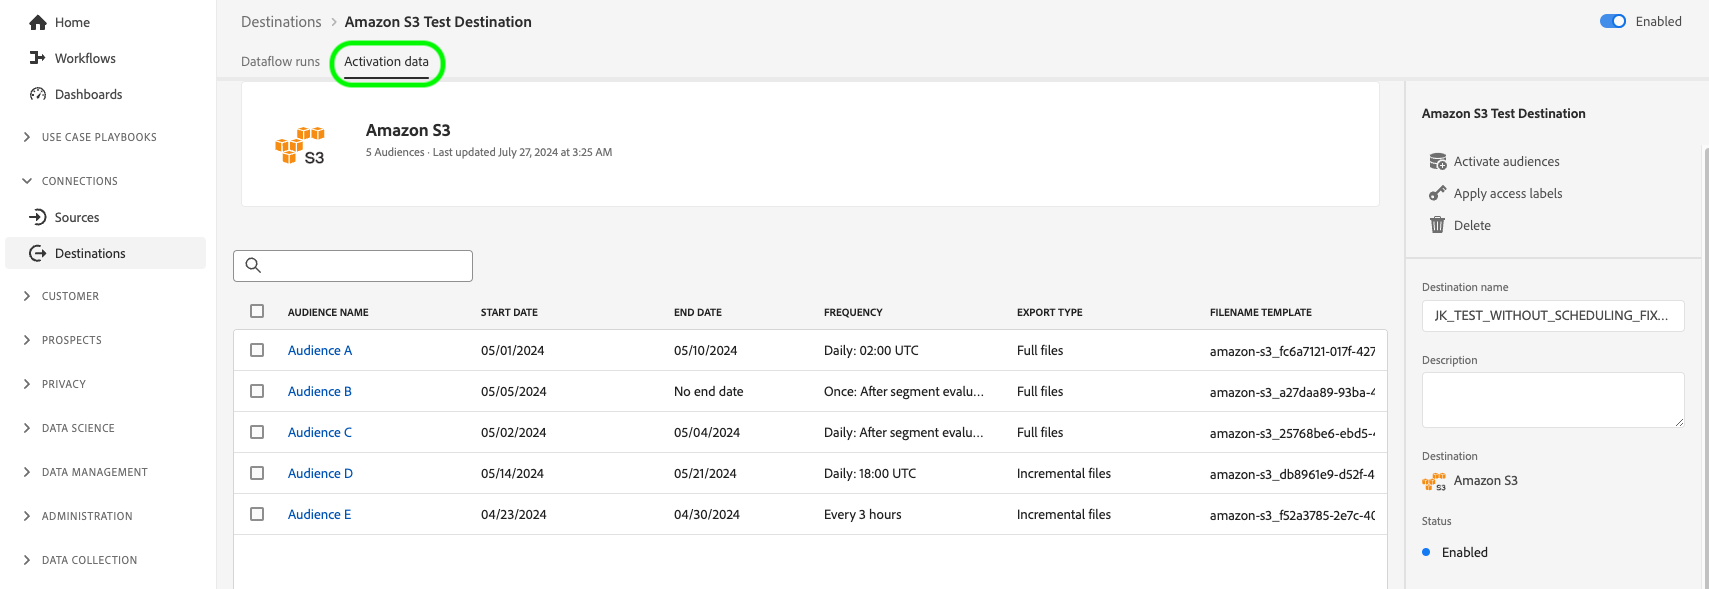 Home
Workflows
Dashboards
USE CASE PLAYBOOKS
CONNECTIONS
Sources
Destinations
CUSTOMER
PROSPECTS
PRIVACY
DATA SCIENCE
DATA MANAGEMENT
ADMINISTRATION
DATA COLLECTION
Destinations > Amazon S3 Test Destination
Enabled
Dataflow runs Activation data
S3
Amazon S3
5 Audiences · Last updated July 27, 2024 at 3:25 AM
AUDIENCE NAME START DATE END DATE FREQUENCY EXPORT TYPE FILENAME TEMPLATE
Audience A 05/01/2024 05/10/2024 Daily: 02:00 UTC Full files amazon-s3_fc6a7121-017f-427
Audience B 05/05/2024 No end date Once: After segment evalu... Full files amazon-s3_a27daa89-93ba-4
Audience C 05/02/2024 05/04/2024 Daily: After segment evalu... Full files amazon-s3_25768be6-ebd5-
Audience D 05/14/2024 05/21/2024 Daily: 18:00 UTC Incremental files amazon-s3_db8961e9-d52f-4
Audience E 04/23/2024 04/30/2024 Every 3 hours Incremental files amazon-s3_f52a3785-2e7c-40
Amazon S3 Test Destination
Activate audiences
Apply access labels
Delete
Destination name
JK_TEST_WITHOUT_SCHEDULING_FIX...
Description
Destination
S3 Amazon S3
Status
Enabled